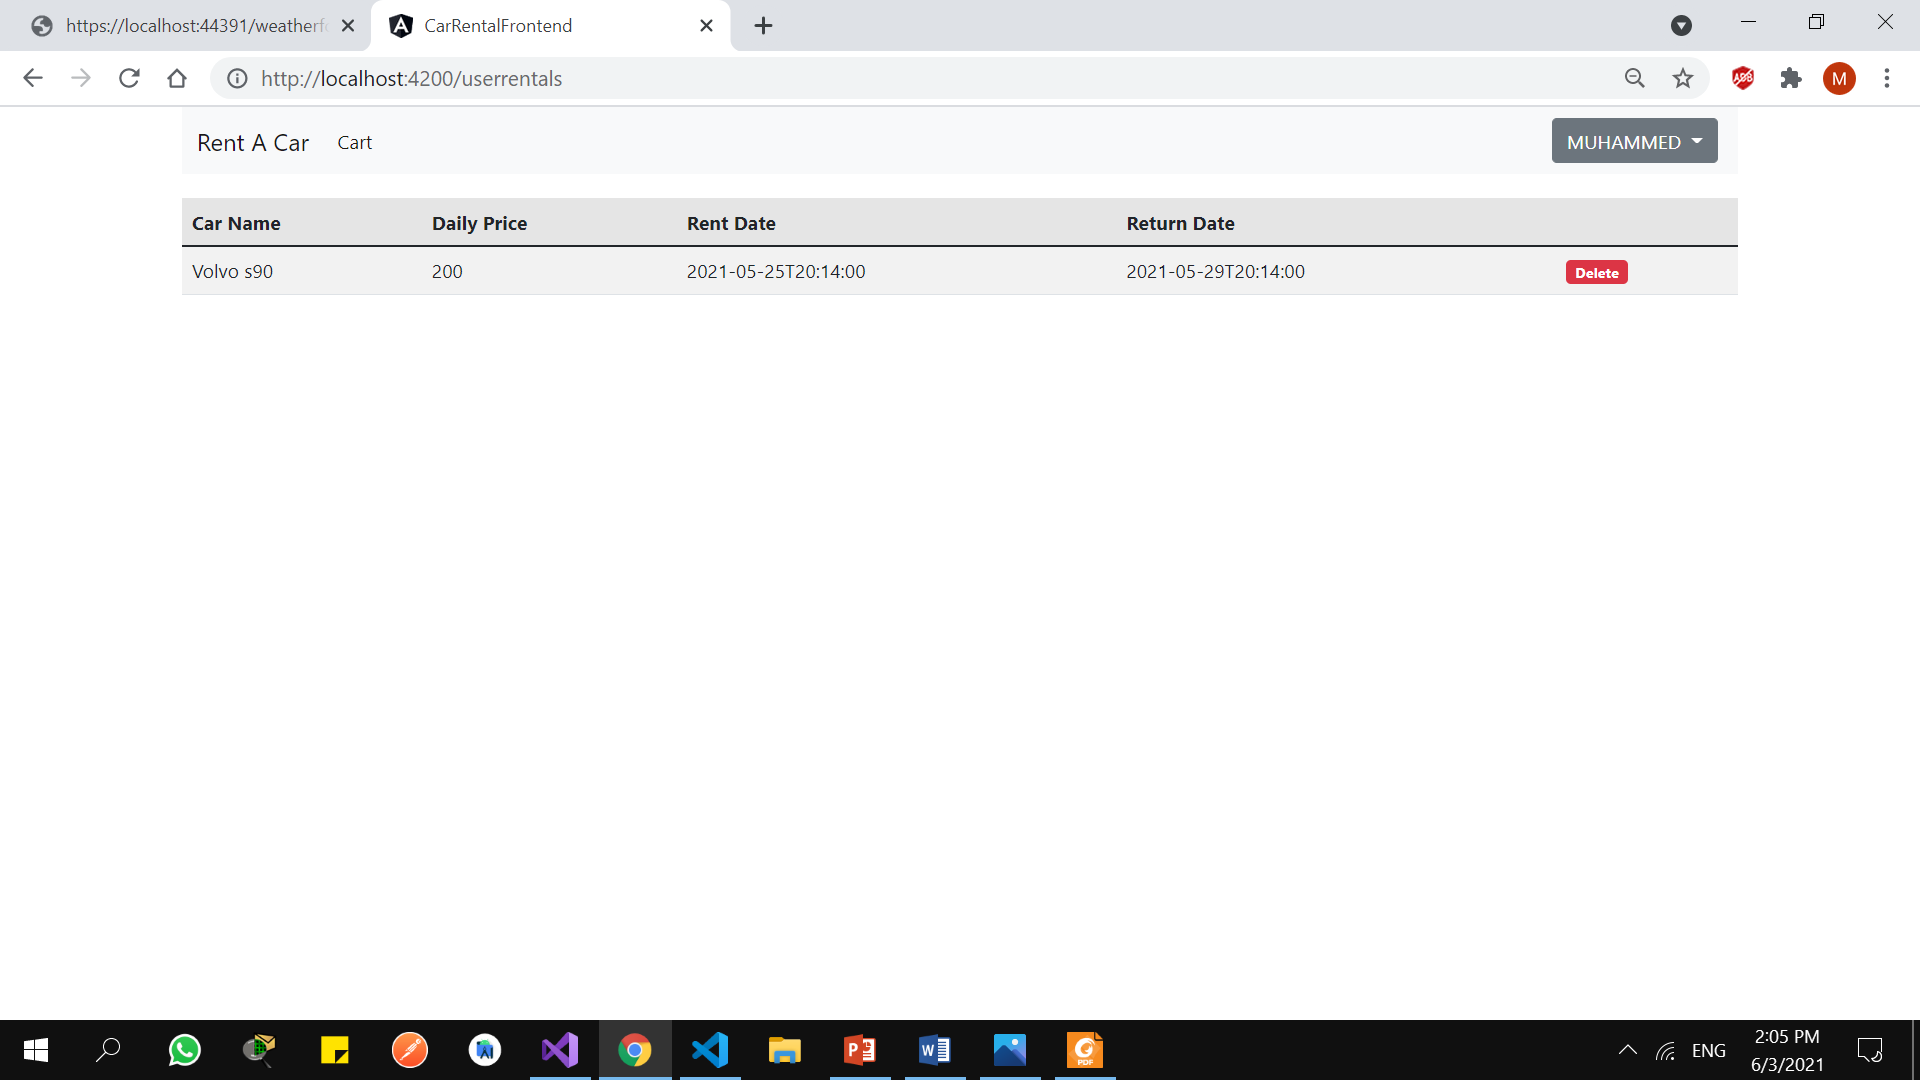 https://localhost:44391/weatherf
CarRentalFrontend
http://localhost:4200/userrentals
M
Rent A Car Cart MUHAMMED
Car Name Daily Price Rent Date Return Date
Volvo s90 200 2021-05-25T20:14:00 2021-05-29T20:14:00 Delete
ENG
2:05 PM
6/3/2021